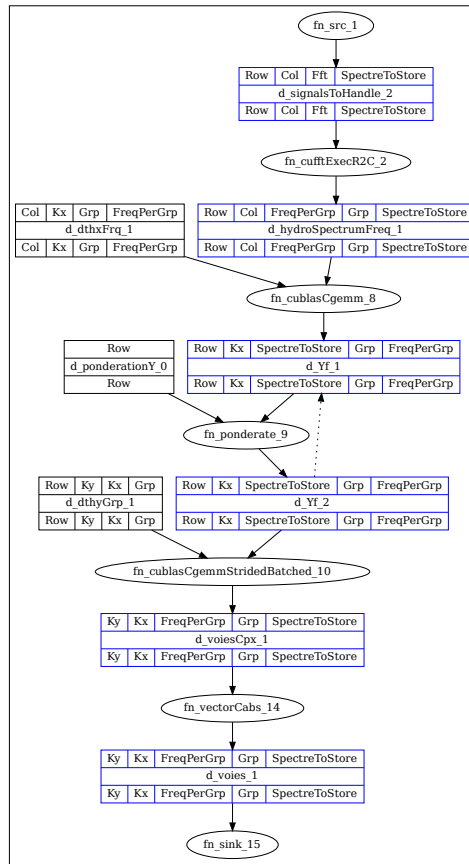 fn_src_1
Row Col Fft SpectreToStore
d_signalsToHandle_2
Row Col Fft SpectreToStore
fn_cufftExecR2C_2
Col Kx Grp FreqPerGrp
d_dthxFrq_1
Col Kx Grp FreqPerGrp
Row Col FreqPerGrp Grp SpectreToStore
d_hydroSpectrumFreq_1
Row Col FreqPerGrp Grp SpectreToStore
fn_cublasCgemm_8
Row
d_ponderationY_0
Row
Row Kx SpectreToStore Grp FreqPerGrp
d_Yf_1
Row Kx SpectreToStore Grp FreqPerGrp
fn_ponderate_9
Row Ky Kx Grp
d_dthyGrp_1
Row Ky Kx Grp
Row Kx SpectreToStore Grp FreqPerGrp
d_Yf_2
Row Kx SpectreToStore Grp FreqPerGrp
fn_cublasCgemmStridedBatched_10
Ky Kx FreqPerGrp Grp SpectreToStore
d_voiesCpx_1
Ky Kx FreqPerGrp Grp SpectreToStore
fn_vectorCabs_14
Ky Kx FreqPerGrp Grp SpectreToStore
d_voies_1
Ky Kx FreqPerGrp Grp SpectreToStore
fn_sink_15